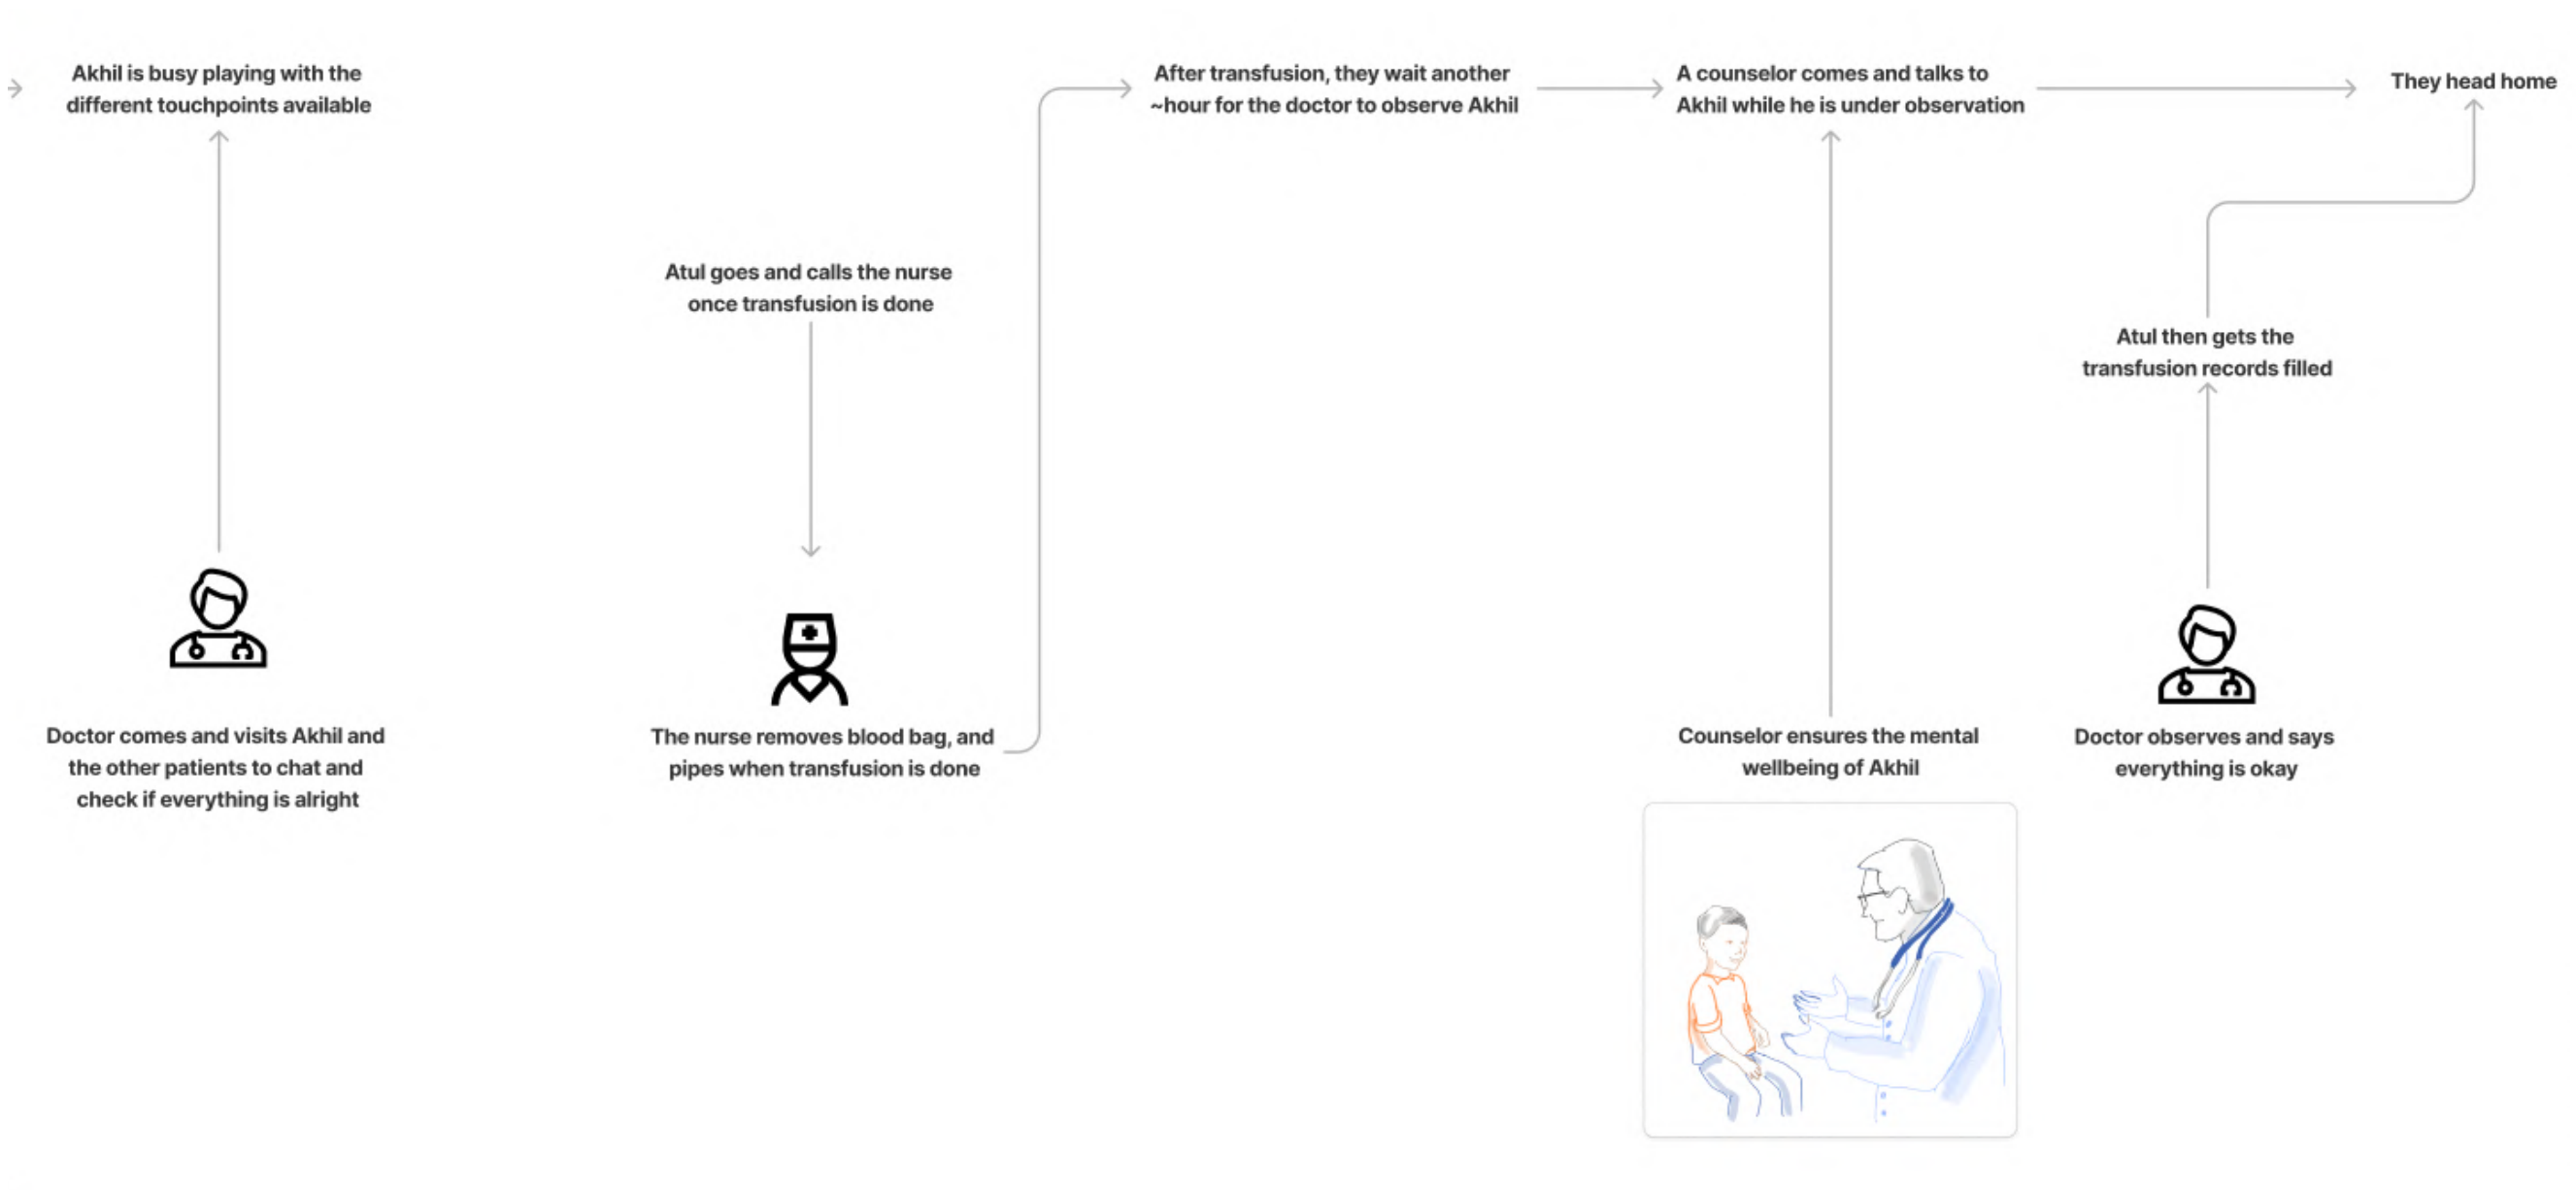 Akhil is busy playing with the
different touchpoints available
Doctor comes and visits Akhil and
the other patients to chat and
check if everything is alright
Atul goes and calls the nurse
once transfusion is done
The nurse removes blood bag, and
pipes when transfusion is done
After transfusion, they wait another
~hour for the doctor to observe Akhil
A counselor comes and talks to
Akhil while he is under observation
Counselor ensures the mental
wellbeing of Akhil
Doctor observes and says
everything is okay
Atul then gets the
transfusion records filled
They head home